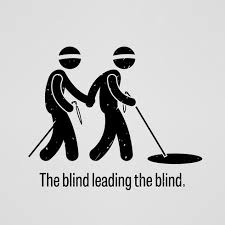 The blind leading the blind.